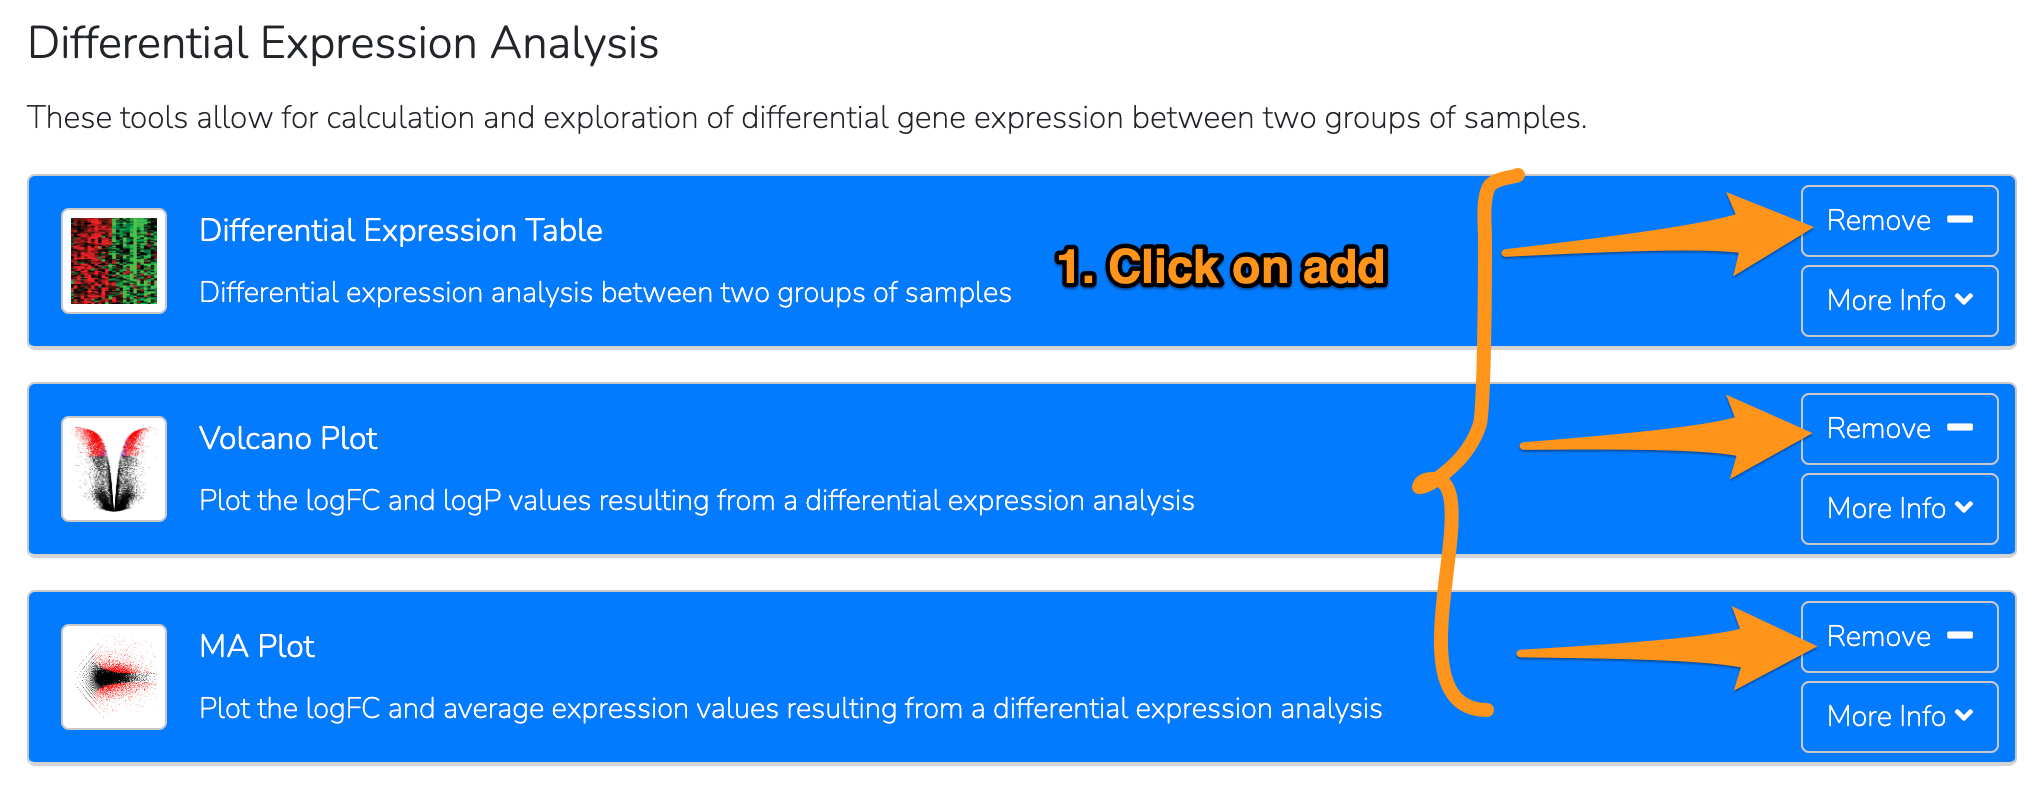 Differential Expression Analysis
These tools allow for calculation and exploration of differential gene expression between two groups of samples.
Differential Expression Table
Differential expression analysis between two groups of samples
1. Click on add
Remove
More Info
Volcano Plot
Plot the logFC and logP values resulting from a differential expression analysis
Remove
More Info
MA Plot
Plot the logFC and average expression values resulting from a differential expression analysis
Remove
More Info